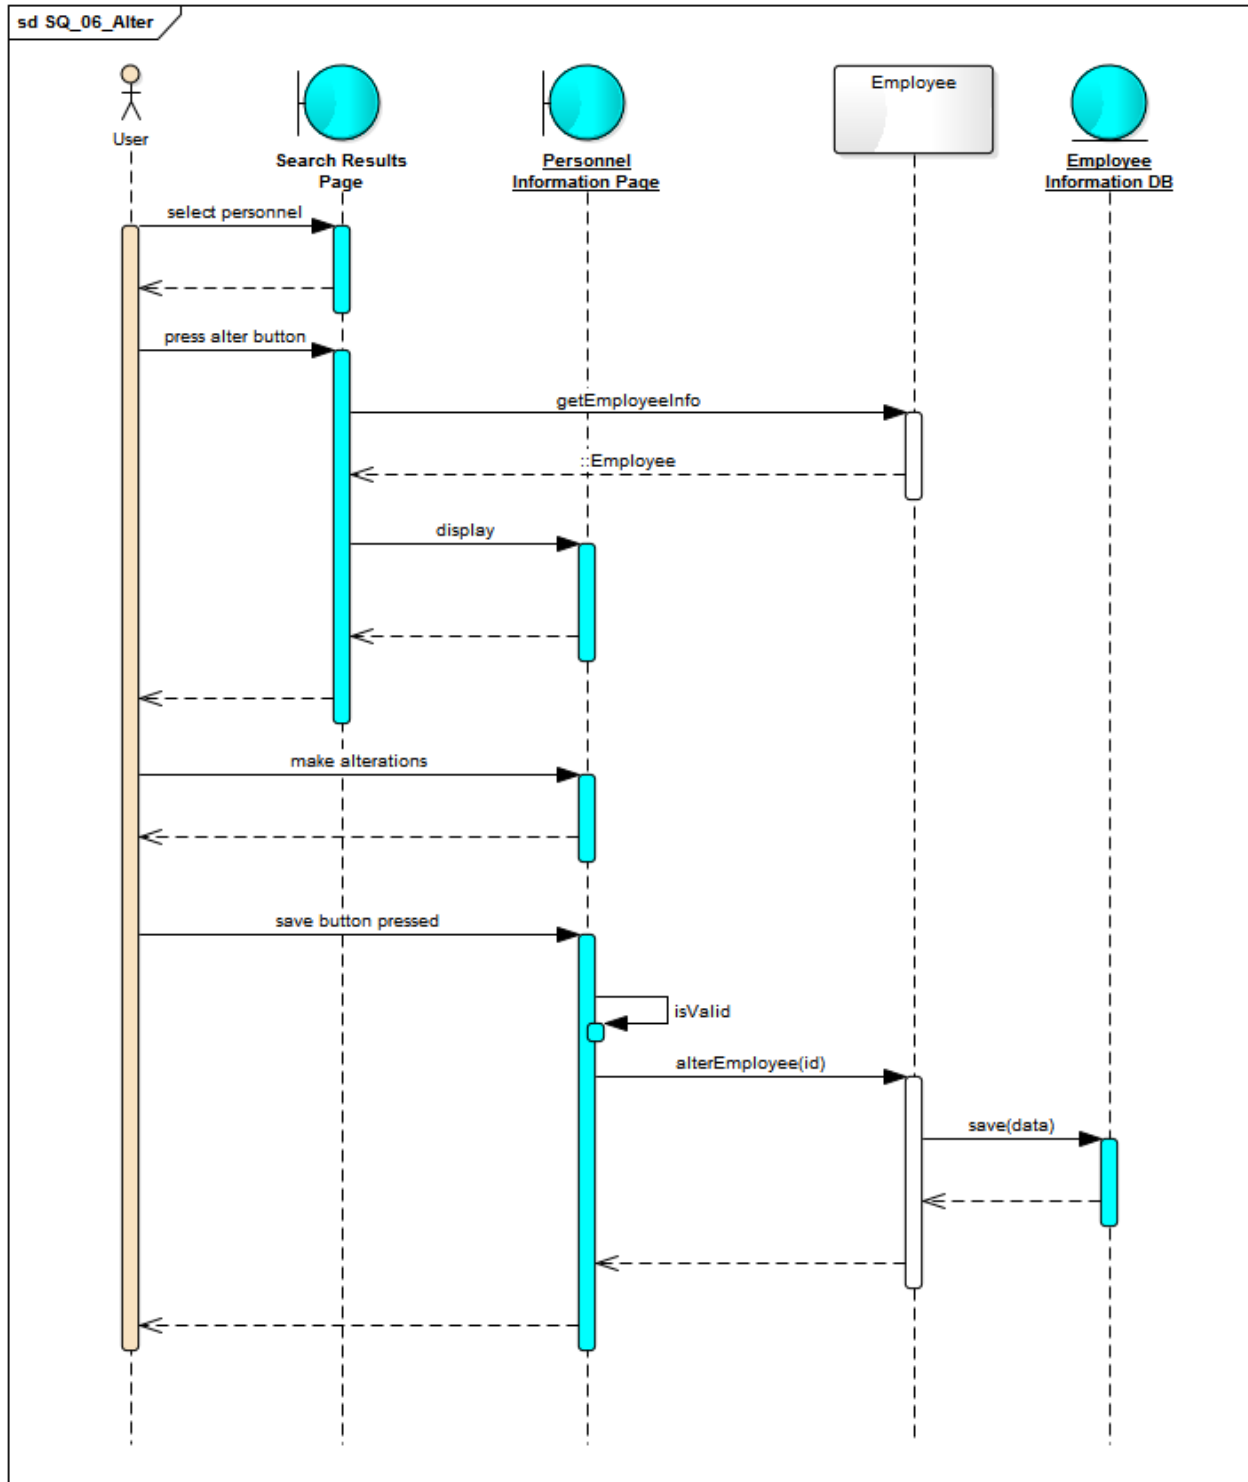 sd SQ_06_Alter
User
Search Results
Page
Personnel
Information Page
Employee
Employee
Information DB
select personnel
press alter button
getEmployeeInfo
::Employee
display
make alterations
save button pressed
isValid
alterEmployee(id)
save(data)